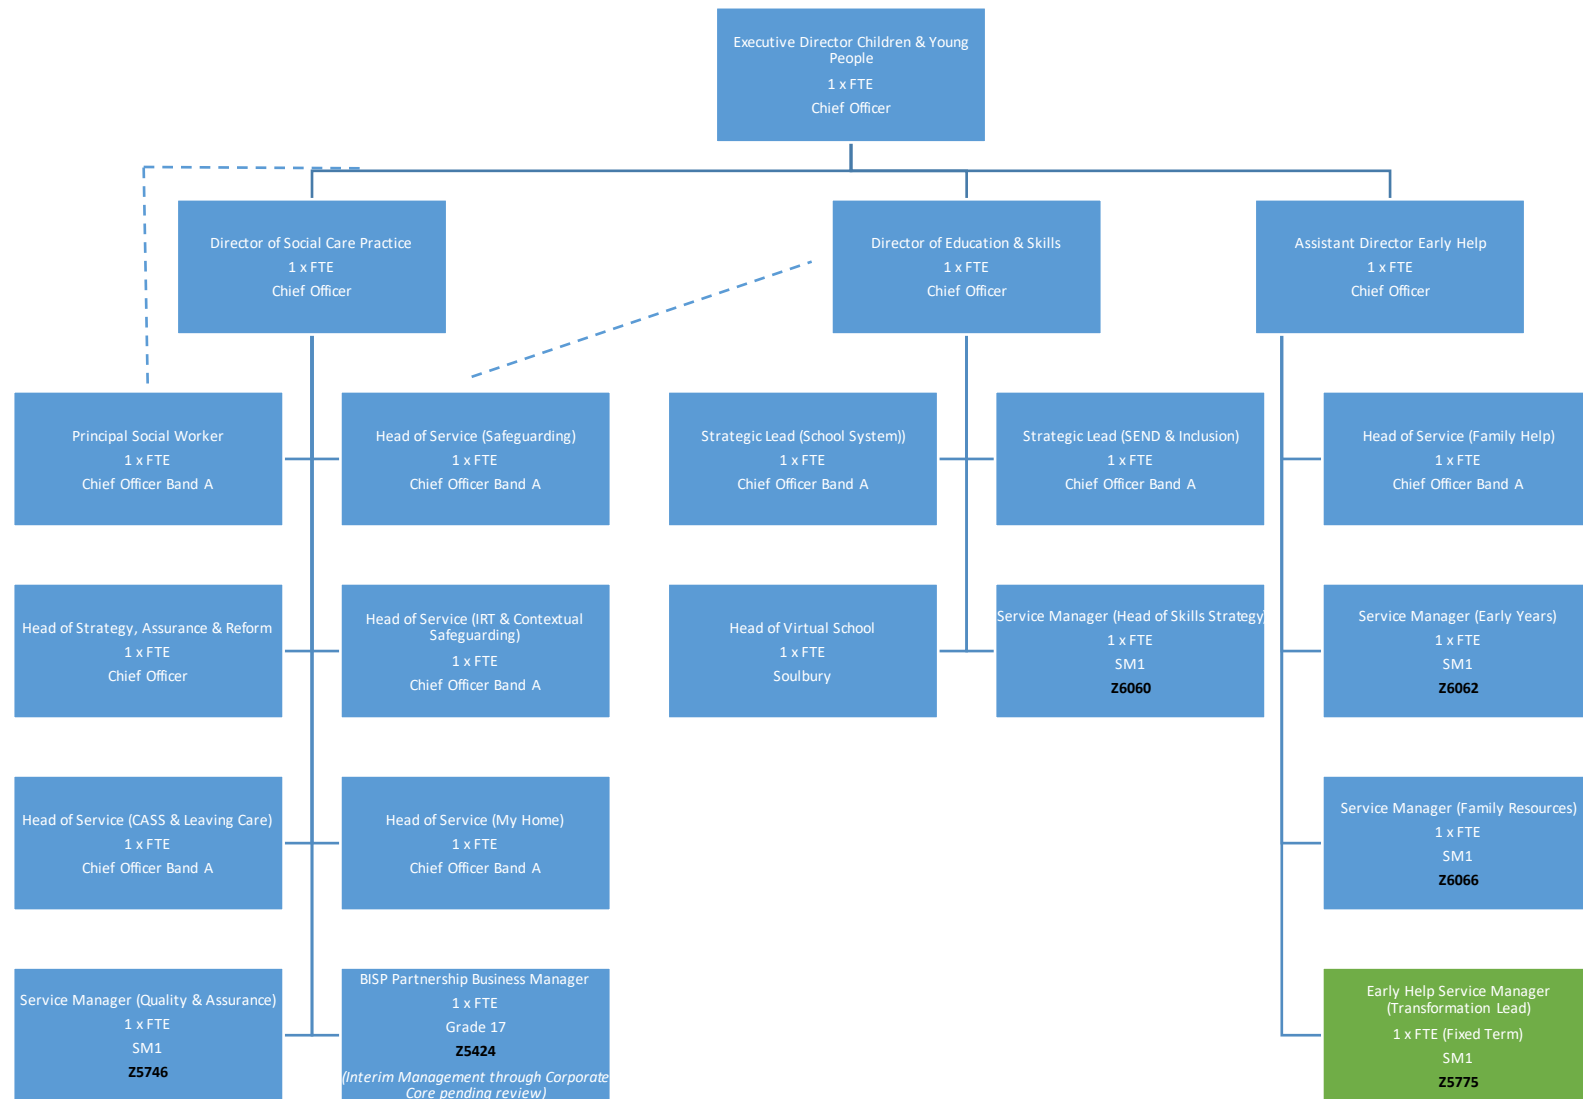 Executive Director Children & Young
People
1 x FTE
Chief Officer
Director of Social Care Practice
1 x FTE
Chief Officer
Director of Education & Skills
1 x FTE
Chief Officer
Assistant Director Early Help
1 x FTE
Chief Officer
Principal Social Worker
1 x FTE
Chief Officer Band A
Head of Service (Safeguarding)
1 x FTE
Chief Officer Band A
Strategic Lead (School System))
1 x FTE
Chief Officer Band A
Strategic Lead (SEND & Inclusion)
1 x FTE
Chief Officer Band A
Head of Service (Family Help)
1 x FTE
Chief Officer Band A
Head of Strategy, Assurance & Reform
1 x FTE
Chief Officer
Head of Service (IRT & Contextual
Safeguarding)
1 x FTE
Chief Officer Band A
Head of Virtual School
1 x FTE
Soulbury
Service Manager (Head of Skills Strategy)
1 x FTE
SM1
Z6060
Service Manager (Early Years)
1 x FTE
SM1
Z6062
Head of Service (CASS & Leaving Care)
1 x FTE
Chief Officer Band A
Head of Service (My Home)
1 x FTE
Chief Officer Band A
Service Manager (Family Resources)
1 x FTE
SM1
Z6066
Service Manager (Quality & Assurance)
1 x FTE
SM1
Z5746
BISP Partnership Business Manager
1 x FTE
Grade 17
Z5424
(Interim Management through Corporate
Core pending review)
Early Help Service Manager
(Transformation Lead)
1 x FTE (Fixed Term)
SM1
Z5775